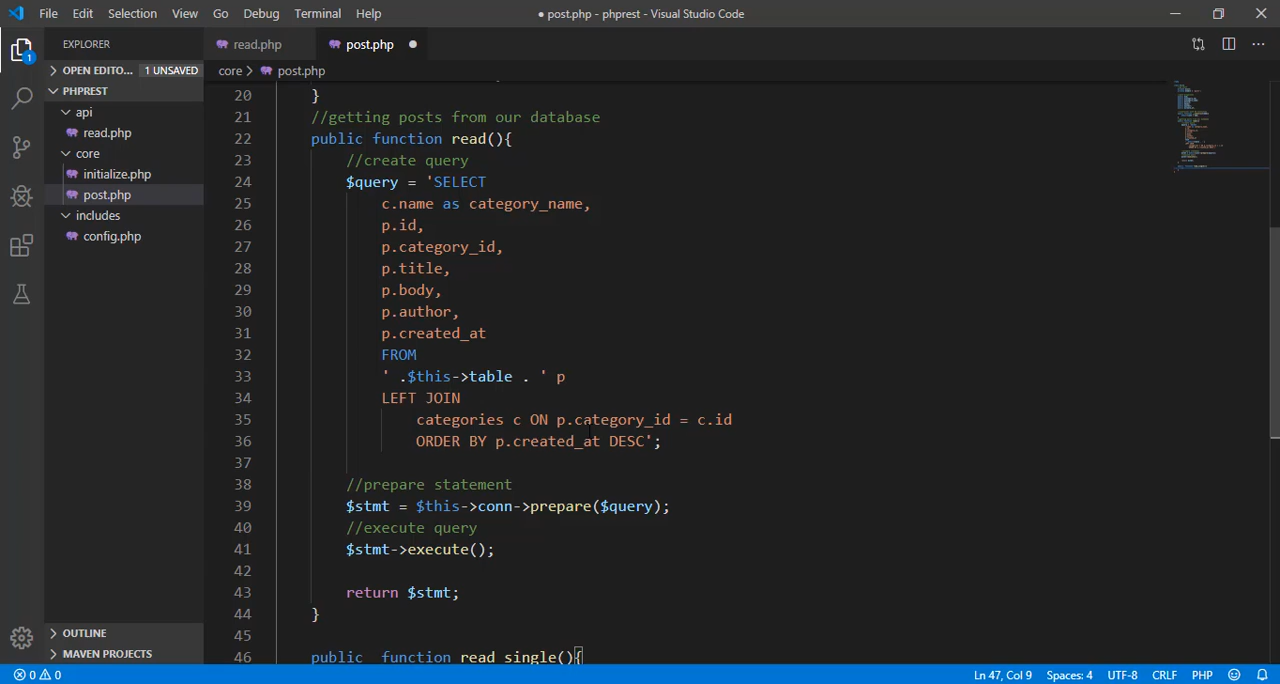 File Edit Selection View Go Debug Terminal Help
● post.php - phprest - Visual Studio Code
EXPLORER
read.php
post.php
OPEN EDITO... 1 UNSAVED
core > post.php
PHPREST
api
read.php
core
initialize.php
post.php
includes
config.php
1
20 }
21 //getting posts from our database
22 public function read(){
23 //create query
24 $query = 'SELECT
25 c.name as category_name,
26 p.id,
27 p.category_id,
28 p.title,
29 p.body,
30 p.author,
31 p.created_at
32 FROM
33 ' .$this->table . ' p
34 LEFT JOIN
35 categories c ON p.category_id = c.id
36 ORDER BY p.created_at DESC';
37
38 //prepare statement
39 $stmt = $this->conn->prepare($query);
40 //execute query
41 $stmt->execute();
42
43 return $stmt;
44 }
45
46 public  function read_single(){
OUTLINE
MAVEN PROJECTS
0 0
Ln 47, Col 9 Spaces: 4 UTF-8 CRLF PHP